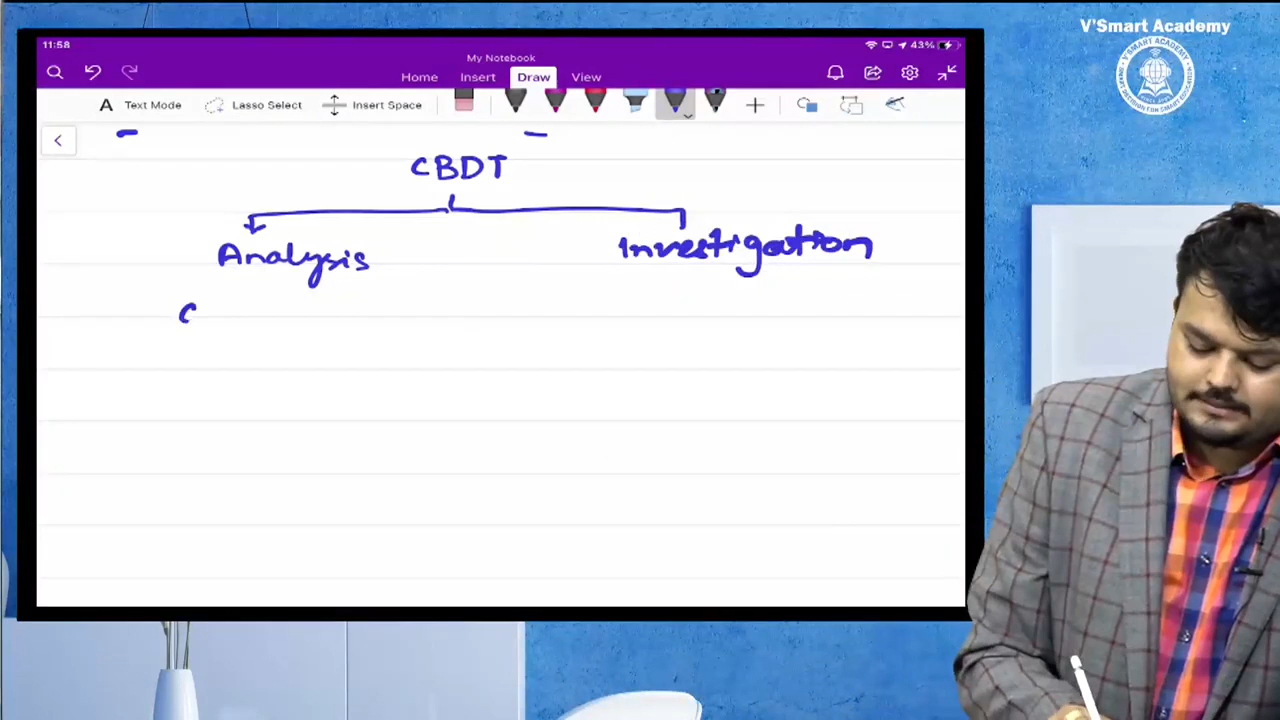 V'Smart Academy
11:58
43%
My Notebook
Home Insert Draw View
A Text Mode Lasso Select Insert Space
CBDT
Analysis Investigation
C